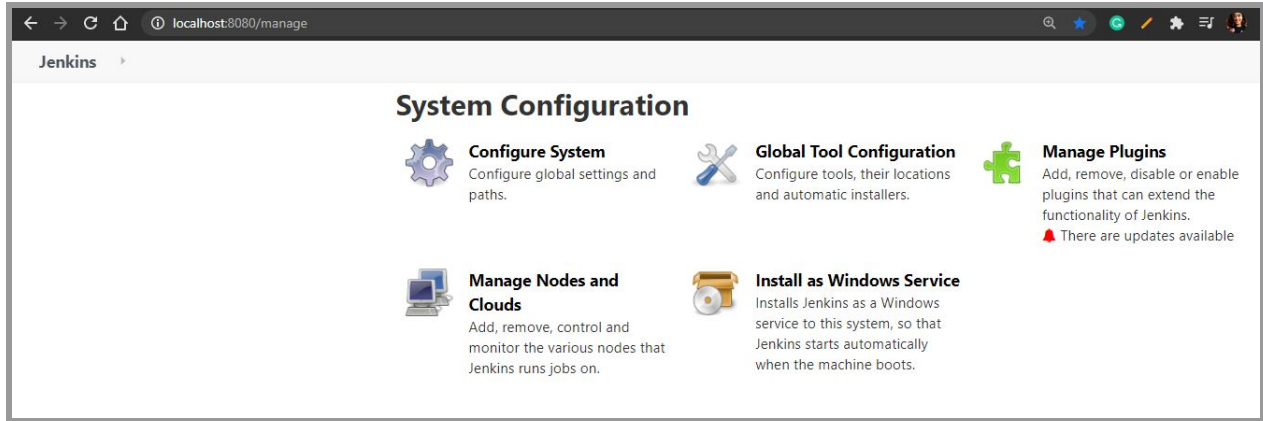 localhost:8080/manage
Jenkins
System Configuration
Configure System
Configure global settings and
paths.
Global Tool Configuration
Configure tools, their locations
and automatic installers.
Manage Plugins
Add, remove, disable or enable
plugins that can extend the
functionality of Jenkins.
There are updates available
Manage Nodes and
Clouds
Add, remove, control and
monitor the various nodes that
Jenkins runs jobs on.
Install as Windows Service
Installs Jenkins as a Windows
service to this system, so that
Jenkins starts automatically
when the machine boots.